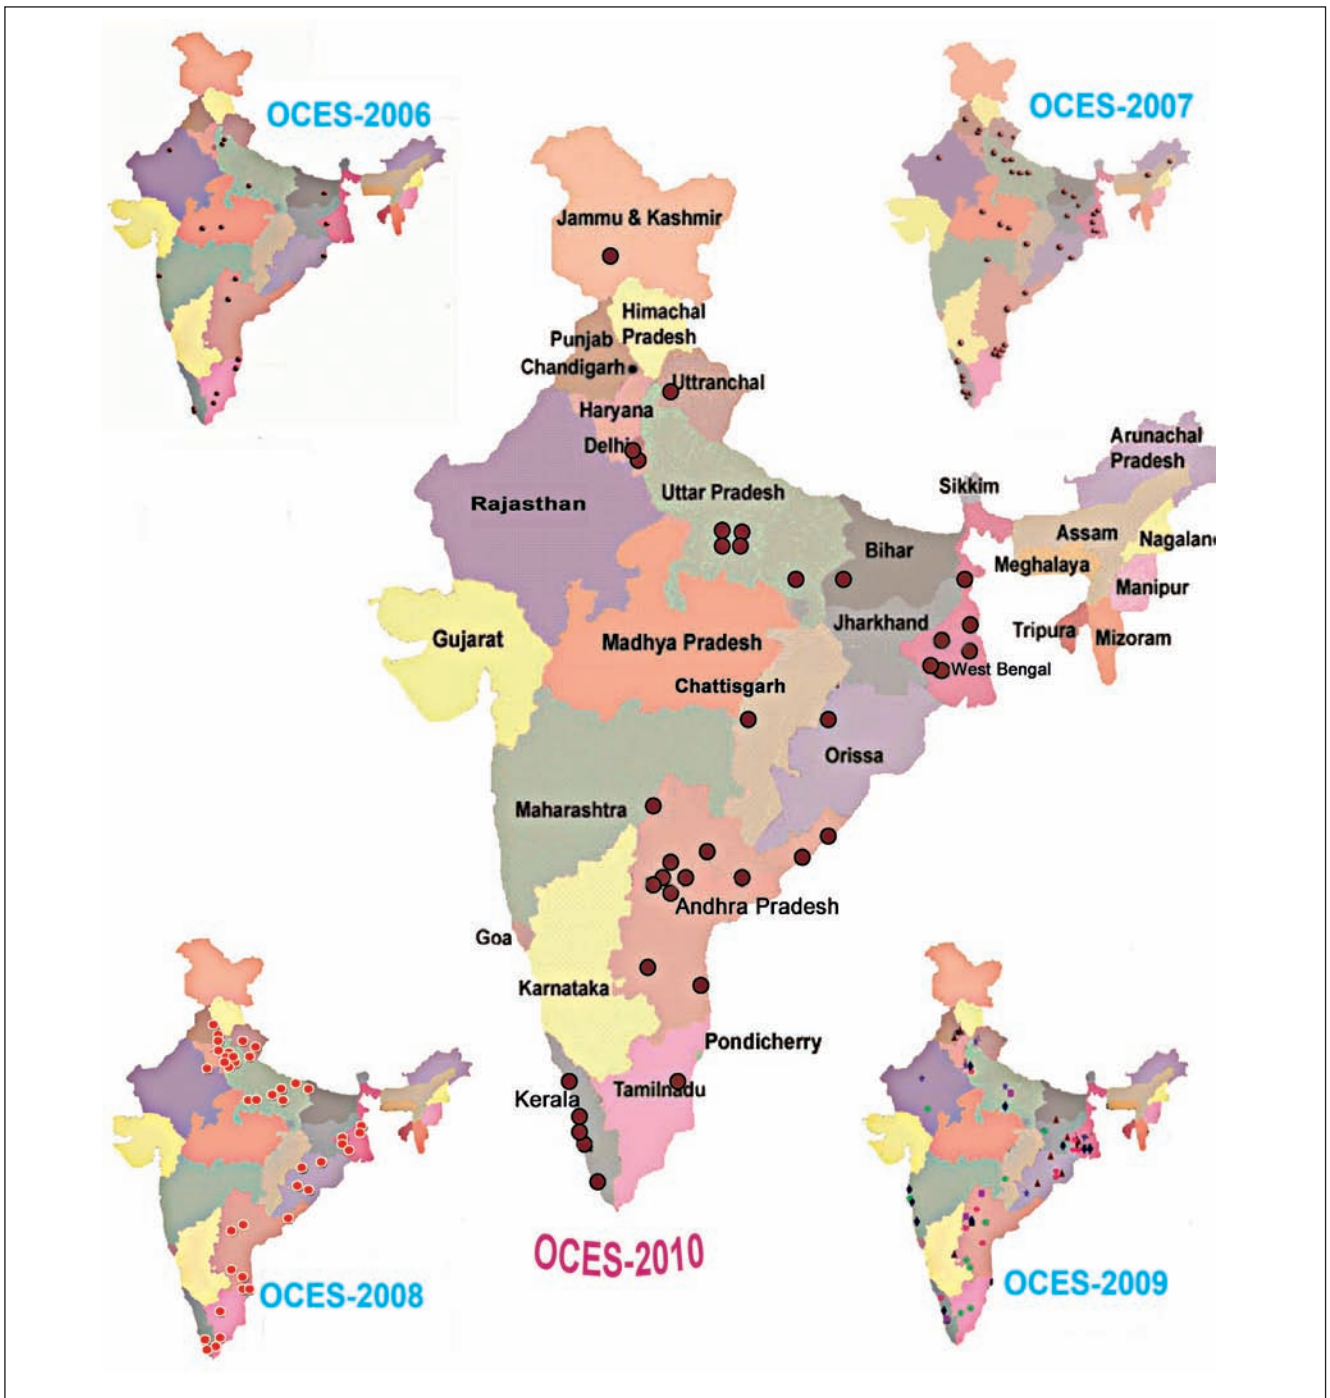 OCES-2006
OCES-2007
Jammu & Kashmir
Himachal
Pradesh
Punjab
Chandigarh
Uttranchal
Haryana
Delhi
Arunachal
Pradesh
Sikkim
Uttar Pradesh
Rajasthan
Assam
Nagalan
Bihar
Meghalaya
Manipur
Jharkhand
Tripura
Mizoram
Gujarat
Madhya Pradesh
West Bengal
Chattisgarh
Orissa
Maharashtra
Andhra Pradesh
Goa
Karnataka
Pondicherry
Tamilnadu
Kerala
OCES-2010
OCES-2008
OCES-2009